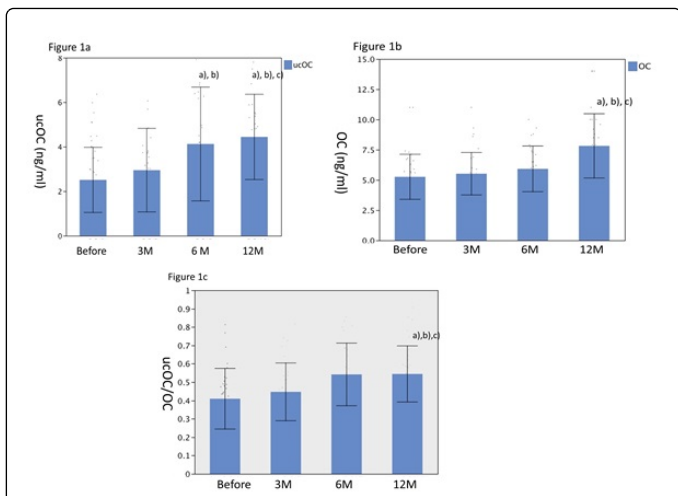 Figure 1a
8
6
4
2
0
ucOC (ng/ml)
a), b)
a), b), c)
ucOC
Before 3M 6 M 12M
Figure 1b
15.0
12.5
10.0
7.5
5.0
2.5
0.0
OC (ng/ml)
a), b), c)
OC
Before 3M 6M 12M
Figure 1c
1
0.9
0.8
0.7
0.6
0.5
0.4
0.3
0.2
0.1
0
ucOC/OC
a),b),c)
Before 3M 6M 12M